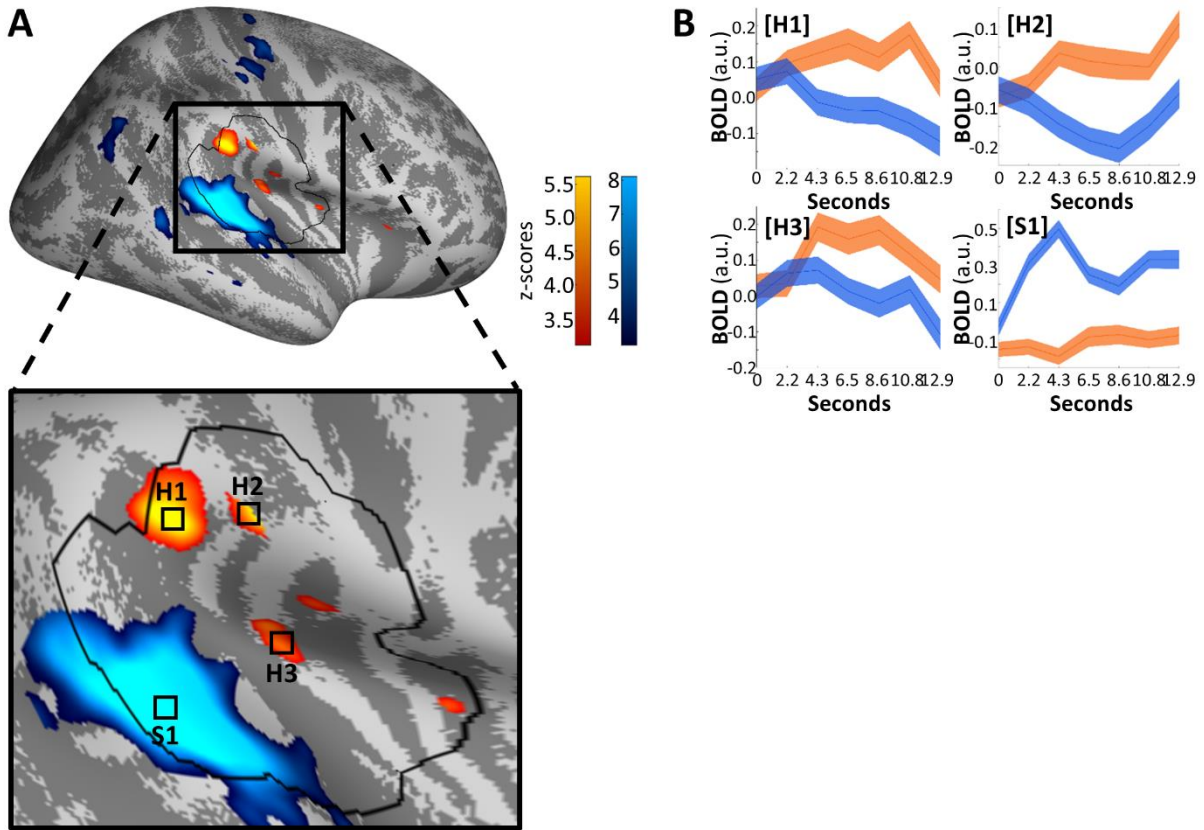 A
z-scores
5.5
5.0
4.5
4.0
3.5
8
7
6
5
4
H1
H2
H3
S1
B
[H1]
BOLD (a.u.)
0.2
0.1
0.0
-0.1
0 2.2 4.3 6.5 8.6 10.8 12.9
Seconds
[H2]
BOLD (a.u.)
0.1
0.0
-0.1
-0.2
0 2.2 4.3 6.5 8.6 10.8 12.9
Seconds
[H3]
BOLD (a.u.)
0.2
0.1
0.0
-0.1
-0.2
0 2.2 4.3 6.5 8.6 10.8 12.9
Seconds
[S1]
BOLD (a.u.)
0.5
0.3
0.1
-0.1
0 2.2 4.3 6.5 8.6 10.8 12.9
Seconds